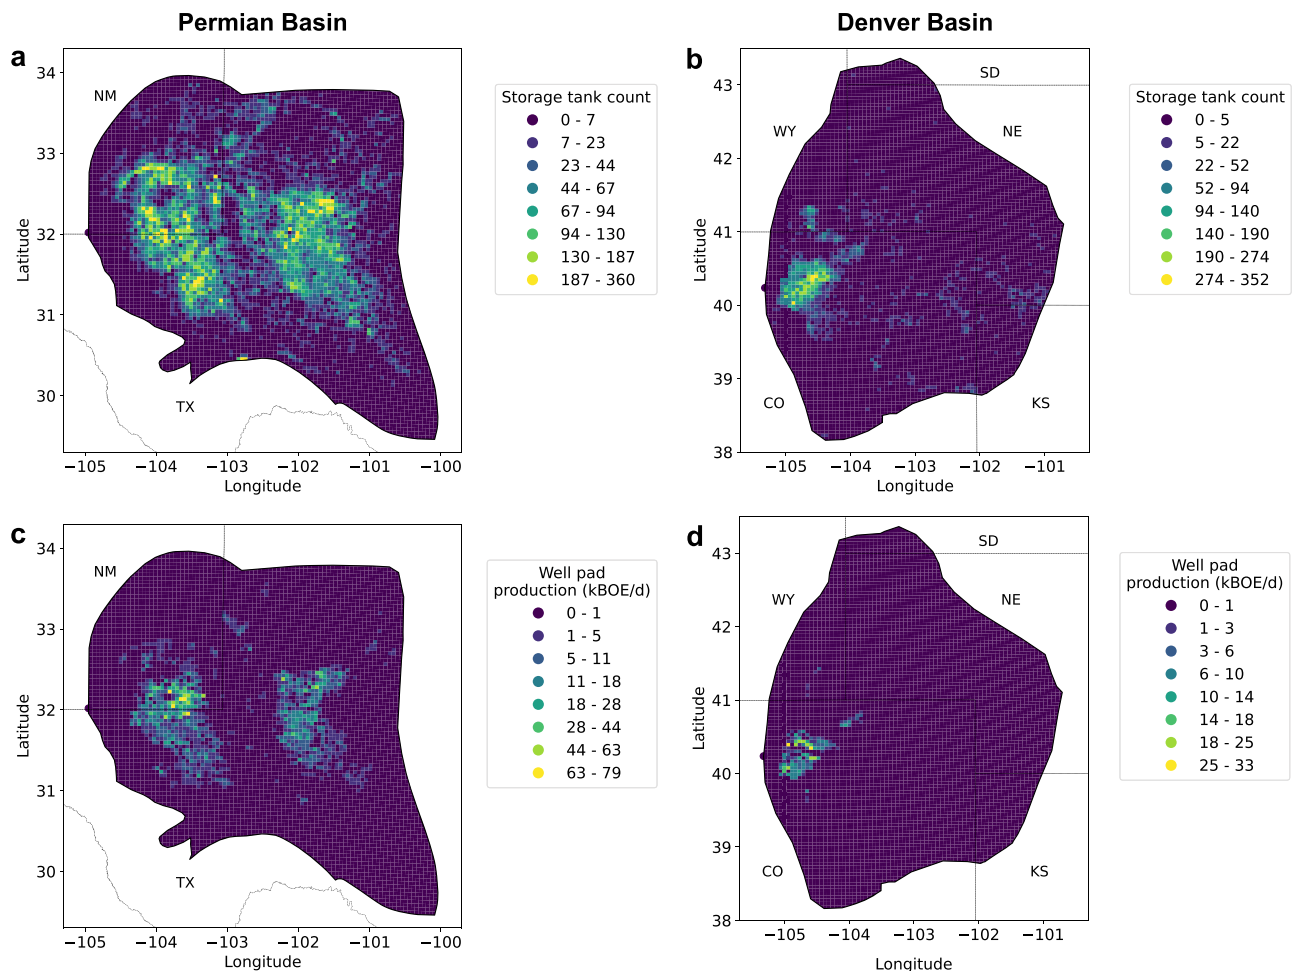 Permian Basin
Denver Basin
a
34
33
32
31
30
Latitude
NM
TX
−105
−104
−103
−102
−101
−100
Longitude
Storage tank count
0 - 7
7 - 23
23 - 44
44 - 67
67 - 94
94 - 130
130 - 187
187 - 360
b
43
42
41
40
39
38
Latitude
SD
WY
NE
CO
KS
−105
−104
−103
−102
−101
Longitude
Storage tank count
0 - 5
5 - 22
22 - 52
52 - 94
94 - 140
140 - 190
190 - 274
274 - 352
c
34
33
32
31
30
Latitude
NM
TX
−105
−104
−103
−102
−101
−100
Longitude
Well pad
production (kBOE/d)
0 - 1
1 - 5
5 - 11
11 - 18
18 - 28
28 - 44
44 - 63
63 - 79
d
43
42
41
40
39
38
Latitude
SD
WY
NE
CO
KS
−105
−104
−103
−102
−101
Longitude
Well pad
production (kBOE/d)
0 - 1
1 - 3
3 - 6
6 - 10
10 - 14
14 - 18
18 - 25
25 - 33